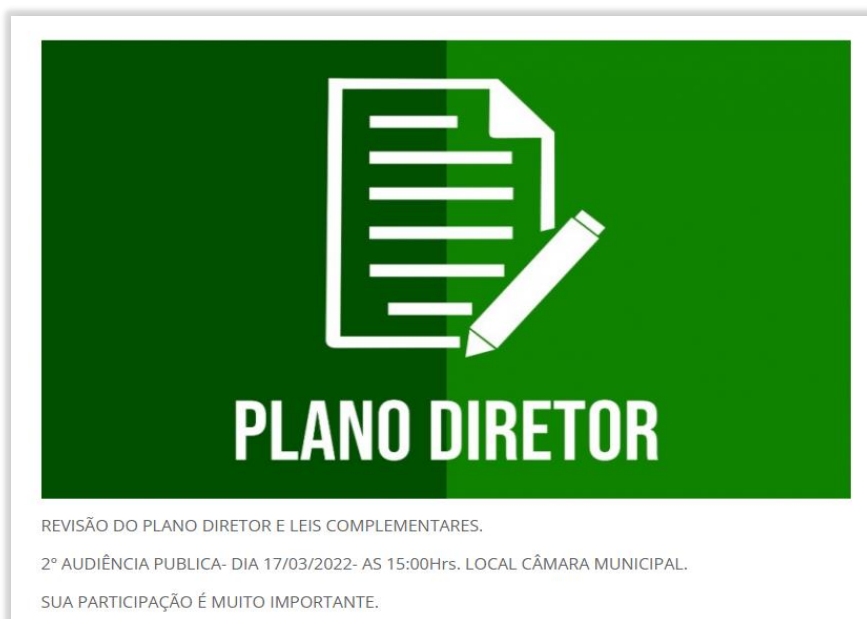 PLANO DIRETOR
REVISÃO DO PLANO DIRETOR E LEIS COMPLEMENTARES.
2º AUDIÊNCIA PUBLICA- DIA 17/03/2022- AS 15:00Hrs. LOCAL CÂMARA MUNICIPAL.
SUA PARTICIPAÇÃO É MUITO IMPORTANTE.